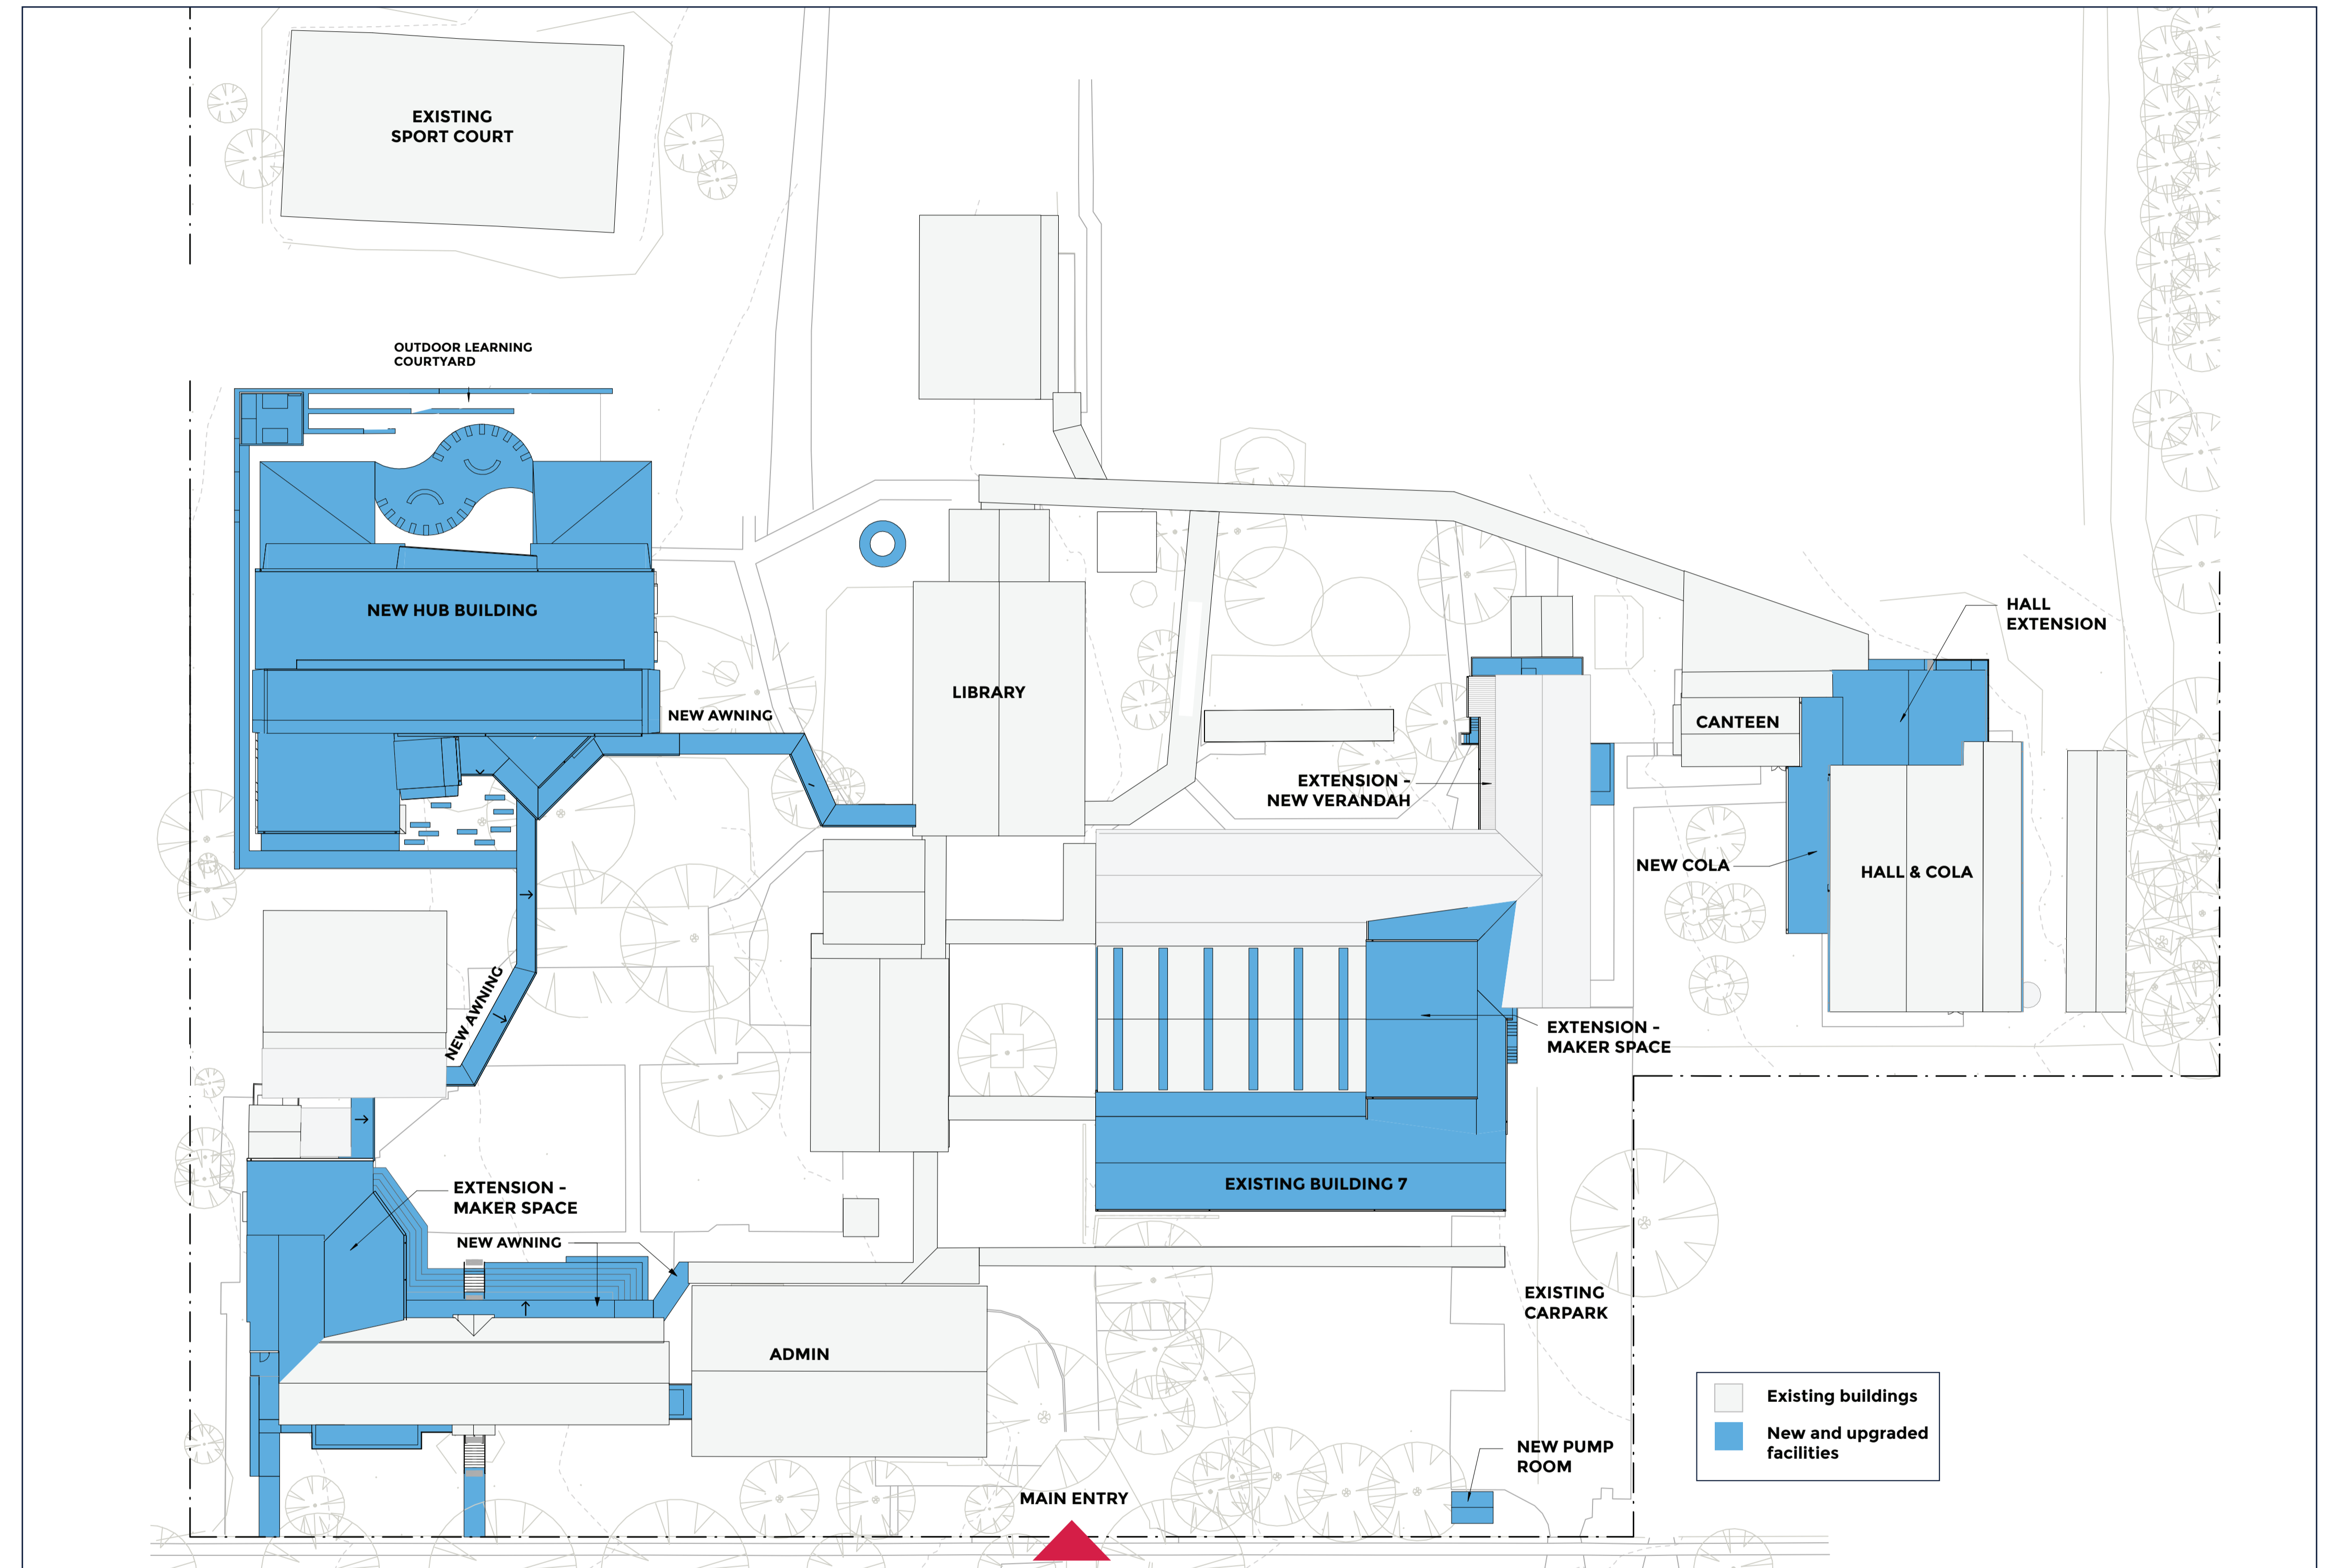 EXISTING
SPORT COURT
OUTDOOR LEARNING
COURTYARD
NEW HUB BUILDING
HALL
EXTENSION
LIBRARY
NEW AWNING
CANTEEN
EXTENSION -
NEW VERANDAH
NEW COLA
HALL & COLA
NEW AWNING
EXTENSION -
MAKER SPACE
EXISTING BUILDING 7
EXTENSION -
MAKER SPACE
NEW AWNING
EXISTING
CARPARK
ADMIN
Existing buildings
New and upgraded
facilities
NEW PUMP
ROOM
MAIN ENTRY